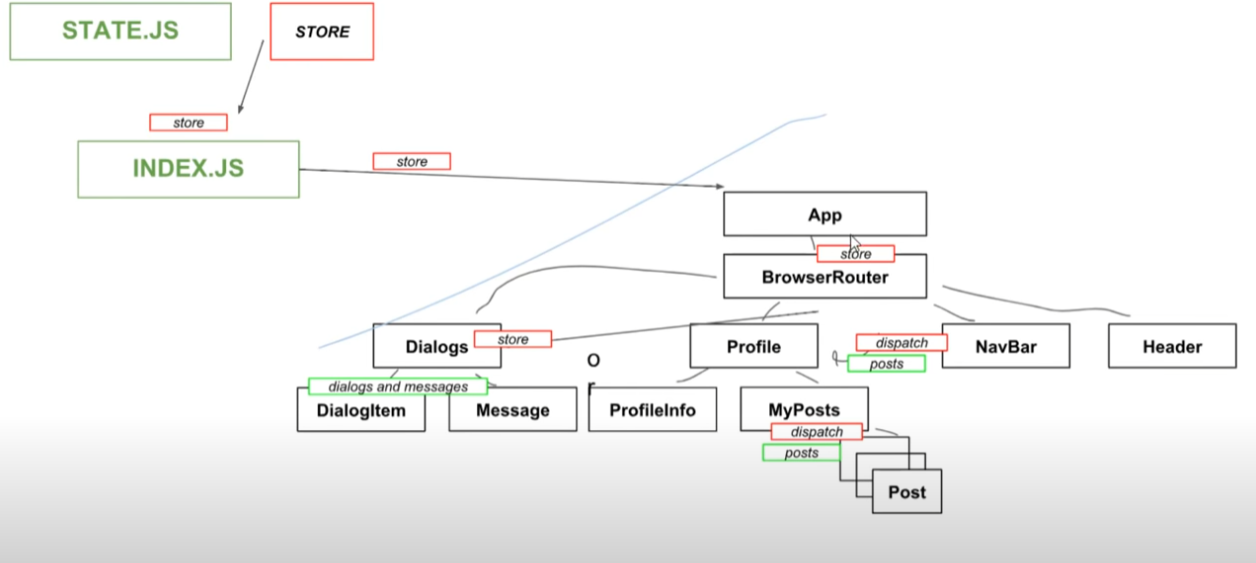 STATE.JS
STORE
store
INDEX.JS
store
App
store
BrowserRouter
Dialogs
store
O
r
Profile
dispatch
posts
NavBar
Header
dialogs and messages
DialogItem
Message
ProfileInfo
MyPosts
dispatch
posts
Post